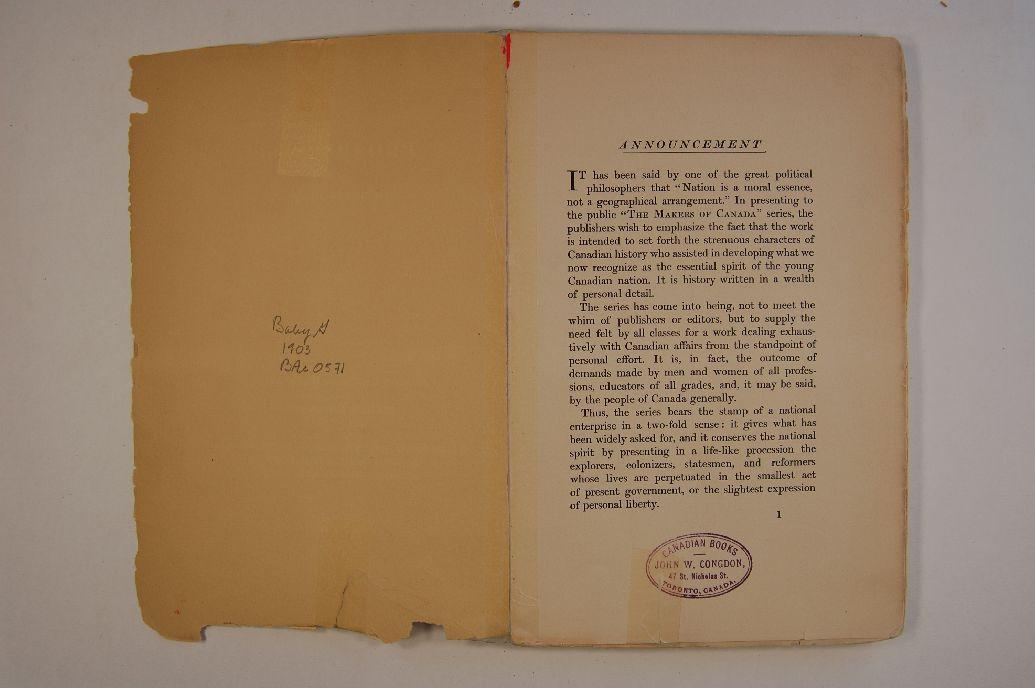 Baby G
1903
BAc 0571
ANNOUNCEMENT
IT has been said by one of the great political
philosophers that “Nation is a moral essence,
not a geographical arrangement.” In presenting to
the public “THE MAKERS OF CANADA” series, the
publishers wish to emphasize the fact that the work
is intended to set forth the strenuous characters of
Canadian history who assisted in developing what we
now recognize as the essential spirit of the young
Canadian nation. It is history written in a wealth
of personal detail.
The series has come into being, not to meet the
whim of publishers or editors, but to supply the
need felt by all classes for a work dealing exhaus-
tively with Canadian affairs from the standpoint of
personal effort. It is, in fact, the outcome of
demands made by men and women of all profes-
sions, educators of all grades, and, it may be said,
by the people of Canada generally.
Thus, the series bears the stamp of a national
enterprise in a two-fold sense: it gives what has
been widely asked for, and it conserves the national
spirit by presenting in a life-like procession the
explorers, colonizers, statesmen, and reformers
whose lives are perpetuated in the smallest act
of present government, or the slightest expression
of personal liberty.
1
CANADIAN BOOKS
JOHN W. CONGDON,
47 St. Nicholas St.
TORONTO, CANADA.